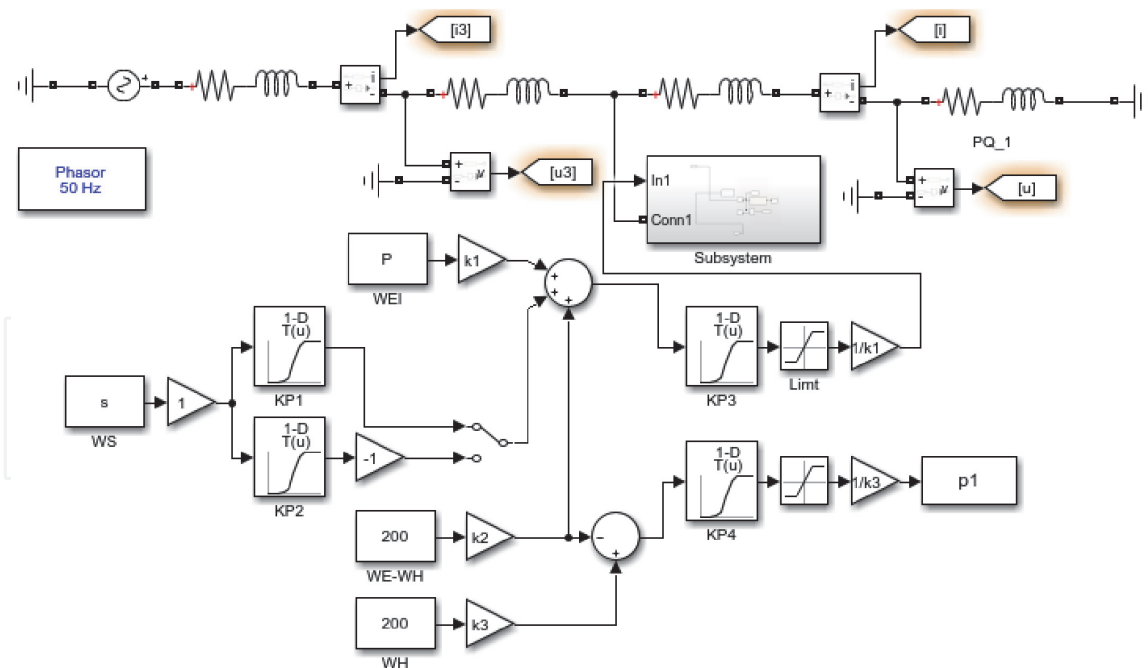 [i3]
[i]
i
+
-
i
+
-
+
PQ_1
Phasor
50 Hz
+
-
v
[u3]
In1
Conn1
Subsystem
+
-
v
[u]
P
WEI
k1
+
+
+
1-D
T(u)
KP1
1-D
T(u)
KP3
Limt
1/k1
s
WS
1
1-D
T(u)
KP2
-1
1-D
T(u)
KP4
1/k3
p1
200
WE-WH
k2
−
+
200
WH
k3